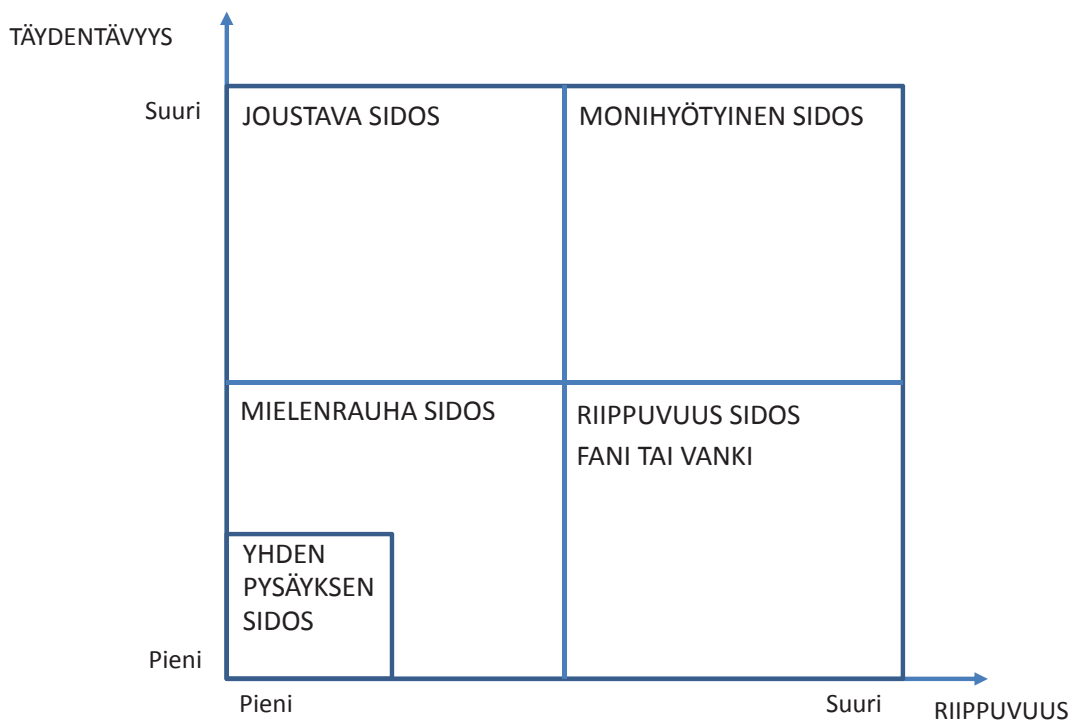 TÄYDENTÄVYYS
Suuri
JOUSTAVA SIDOS
MONIHYÖTYINEN SIDOS
MIELENRAUHA SIDOS
RIIPPUVUUS SIDOS
FANI TAI VANKI
YHDEN
PYSÄYKSEN
SIDOS
Pieni
Pieni
Suuri
RIIPPUVUUS